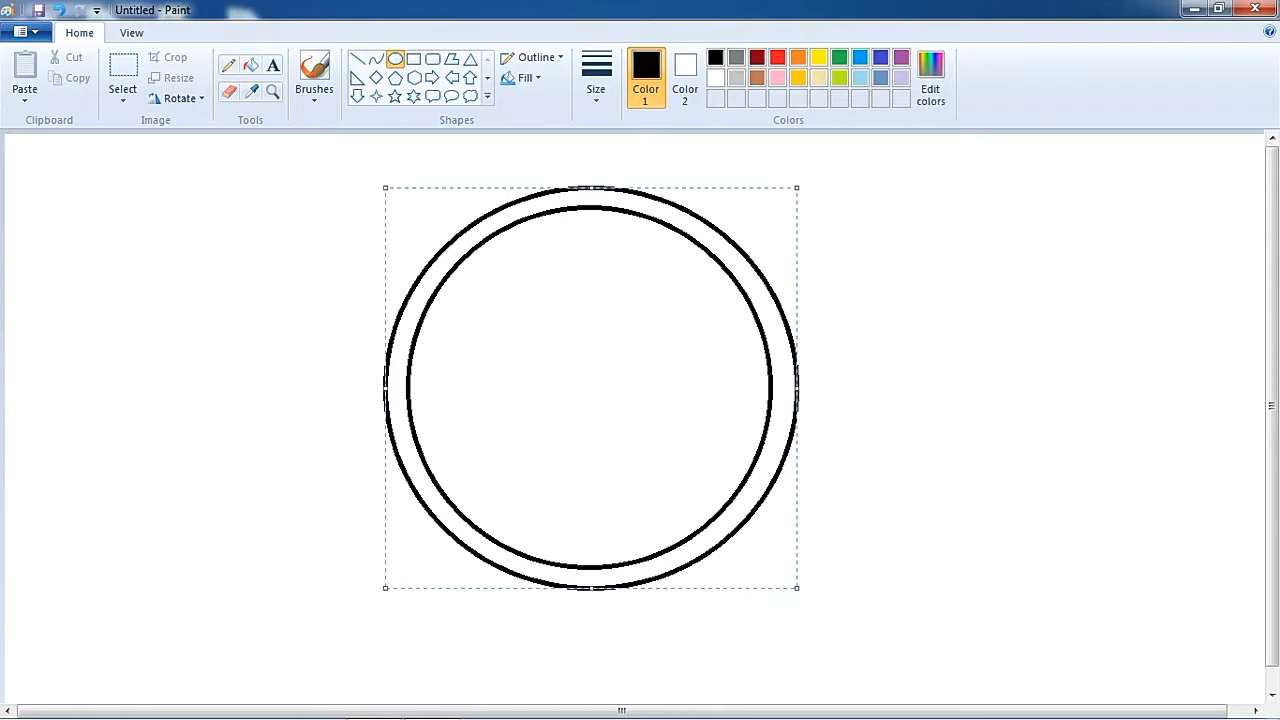 Untitled - Paint
Home View
Paste
Cut
Copy
Clipboard
Select
Crop
Resize
Rotate
Image
Tools
Brushes
Shapes
Outline
Fill
Size
Color 1
Color 2
Edit colors
Colors